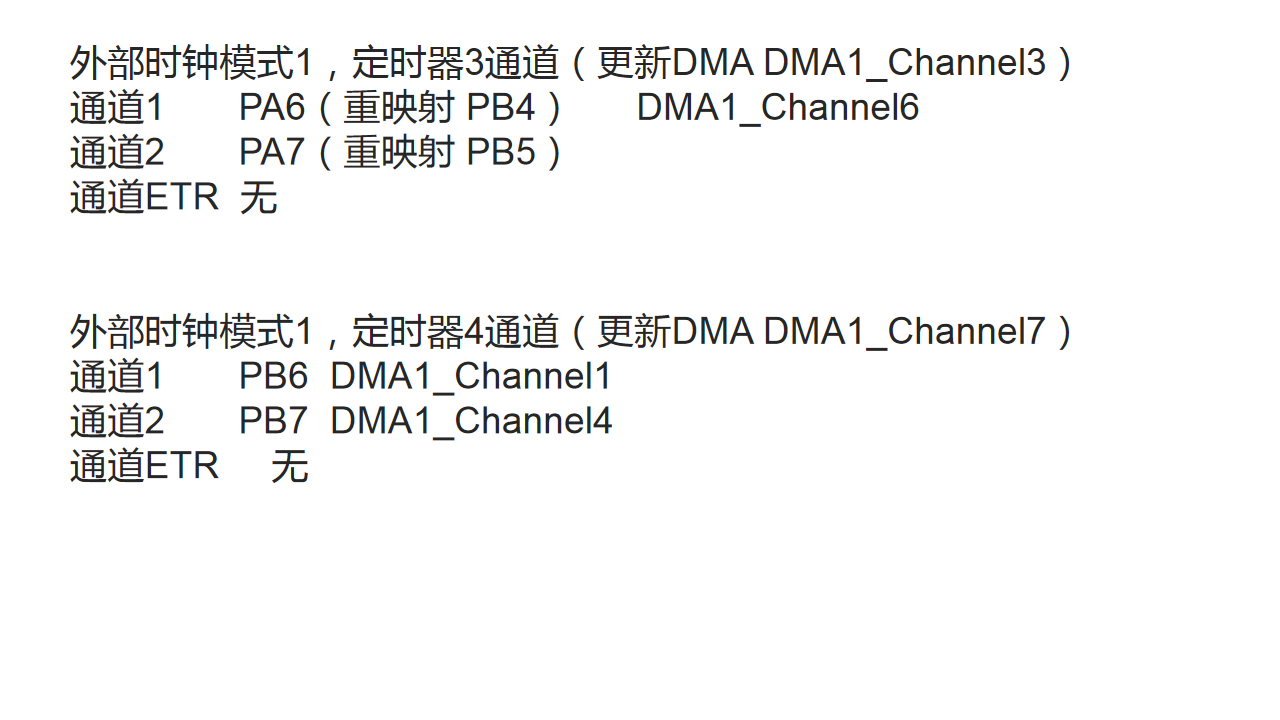 外部时钟模式1，定时器3通道（更新DMA DMA1_Channel3）
通道1 PA6（重映射 PB4） DMA1_Channel6
通道2 PA7（重映射 PB5）
通道ETR 无
外部时钟模式1，定时器4通道（更新DMA DMA1_Channel7）
通道1 PB6 DMA1_Channel1
通道2 PB7 DMA1_Channel4
通道ETR 无